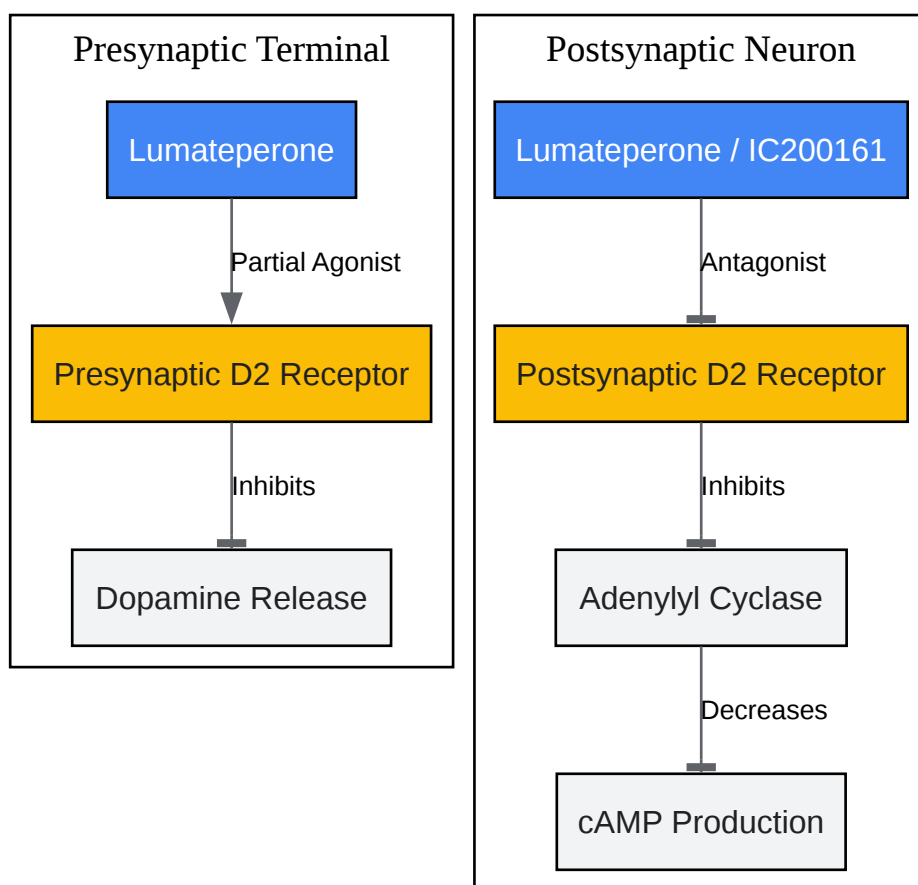 Presynaptic Terminal
Lumateperone
Partial Agonist
Presynaptic D2 Receptor
Inhibits
Dopamine Release
Postsynaptic Neuron
Lumateperone / IC200161
Antagonist
Postsynaptic D2 Receptor
Inhibits
Adenylyl Cyclase
Decreases
cAMP Production